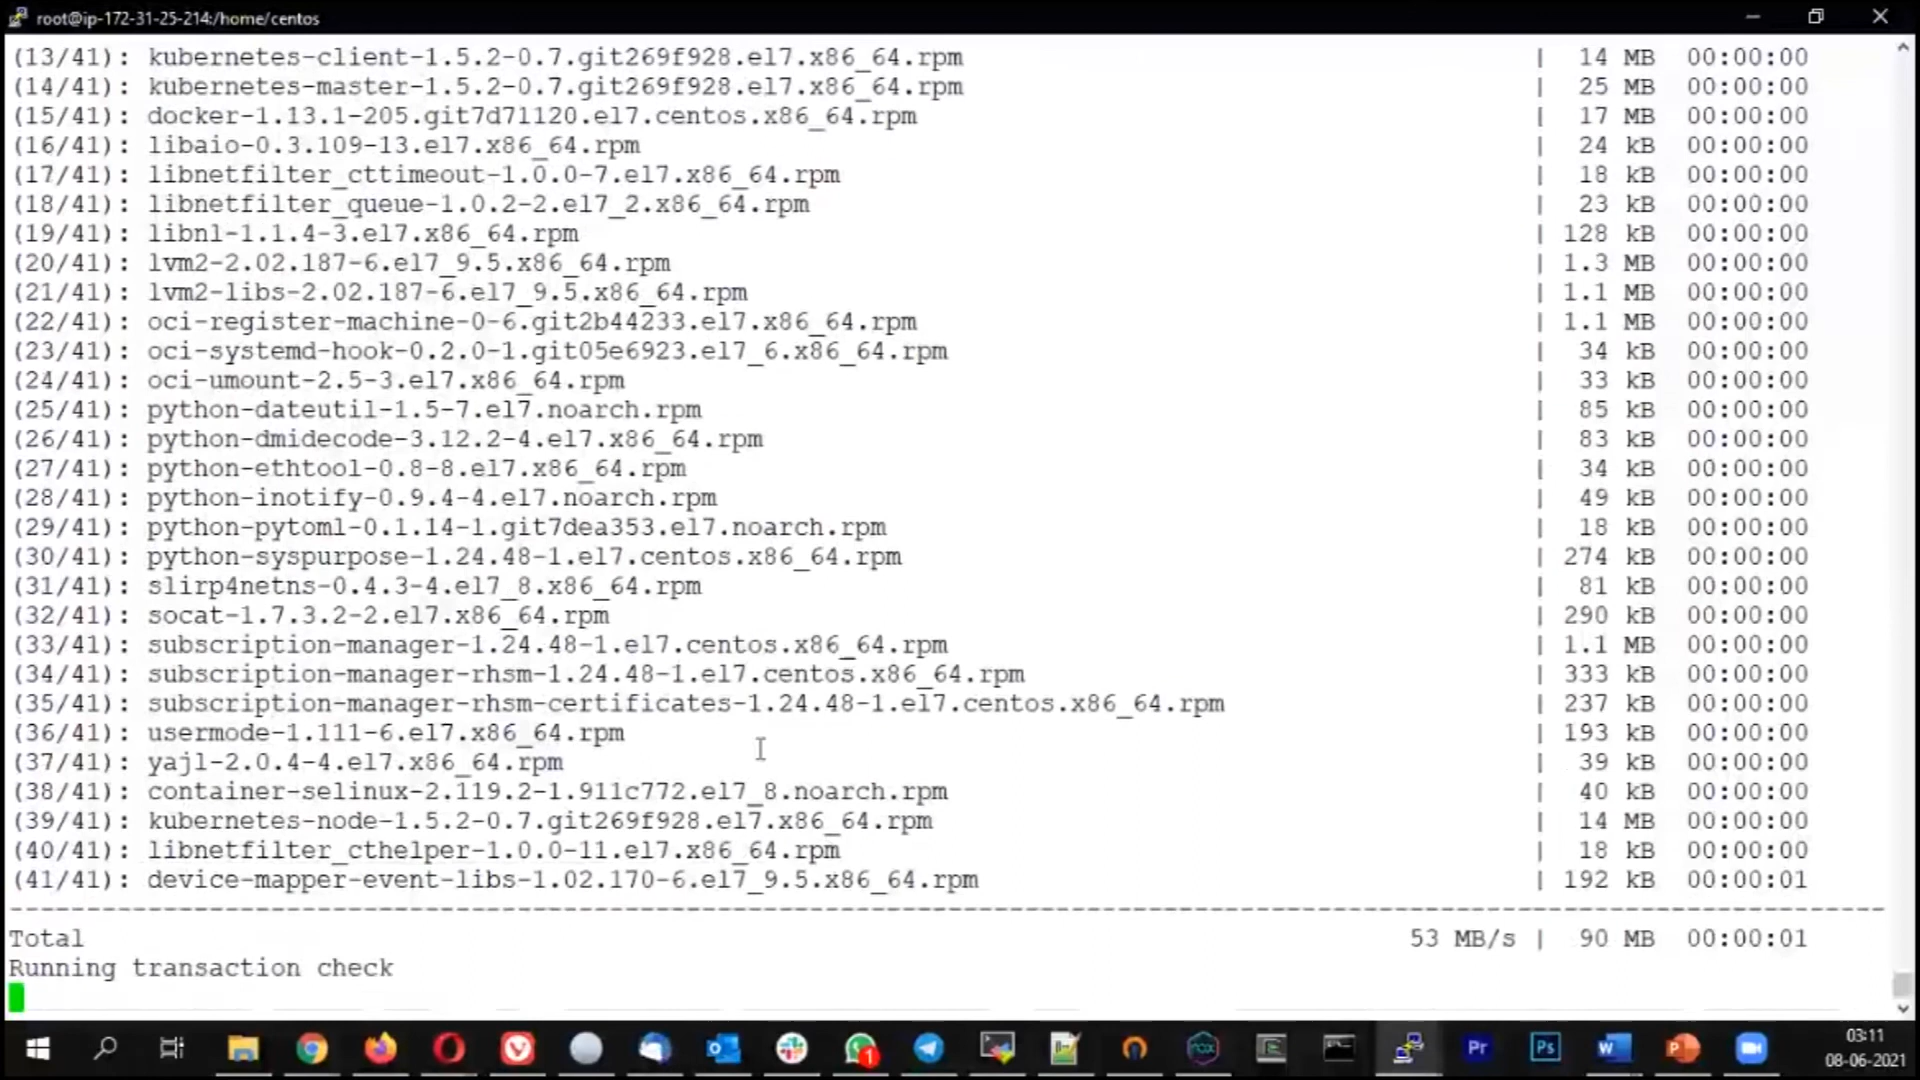 root@ip-172-31-25-214:/home/centos
(13/41): kubernetes-client-1.5.2-0.7.git269f928.el7.x86_64.rpm | 14 MB 00:00:00
(14/41): kubernetes-master-1.5.2-0.7.git269f928.el7.x86_64.rpm | 25 MB 00:00:00
(15/41): docker-1.13.1-205.git7d71120.el7.centos.x86_64.rpm | 17 MB 00:00:00
(16/41): libaio-0.3.109-13.el7.x86_64.rpm | 24 kB 00:00:00
(17/41): libnetfilter_cttimeout-1.0.0-7.el7.x86_64.rpm | 18 kB 00:00:00
(18/41): libnetfilter_queue-1.0.2-2.el7_2.x86_64.rpm | 23 kB 00:00:00
(19/41): libnl-1.1.4-3.el7.x86_64.rpm | 128 kB 00:00:00
(20/41): lvm2-2.02.187-6.el7_9.5.x86_64.rpm | 1.3 MB 00:00:00
(21/41): lvm2-libs-2.02.187-6.el7_9.5.x86_64.rpm | 1.1 MB 00:00:00
(22/41): oci-register-machine-0-6.git2b44233.el7.x86_64.rpm | 1.1 MB 00:00:00
(23/41): oci-systemd-hook-0.2.0-1.git05e6923.el7_6.x86_64.rpm | 34 kB 00:00:00
(24/41): oci-umount-2.5-3.el7.x86_64.rpm | 33 kB 00:00:00
(25/41): python-dateutil-1.5-7.el7.noarch.rpm | 85 kB 00:00:00
(26/41): python-dmidecode-3.12.2-4.el7.x86_64.rpm | 83 kB 00:00:00
(27/41): python-ethtool-0.8-8.el7.x86_64.rpm | 34 kB 00:00:00
(28/41): python-inotify-0.9.4-4.el7.noarch.rpm | 49 kB 00:00:00
(29/41): python-pytoml-0.1.14-1.git7dea353.el7.noarch.rpm | 18 kB 00:00:00
(30/41): python-syspurpose-1.24.48-1.el7.centos.x86_64.rpm | 274 kB 00:00:00
(31/41): slirp4netns-0.4.3-4.el7_8.x86_64.rpm | 81 kB 00:00:00
(32/41): socat-1.7.3.2-2.el7.x86_64.rpm | 290 kB 00:00:00
(33/41): subscription-manager-1.24.48-1.el7.centos.x86_64.rpm | 1.1 MB 00:00:00
(34/41): subscription-manager-rhsm-1.24.48-1.el7.centos.x86_64.rpm | 333 kB 00:00:00
(35/41): subscription-manager-rhsm-certificates-1.24.48-1.el7.centos.x86_64.rpm | 237 kB 00:00:00
(36/41): usermode-1.111-6.el7.x86_64.rpm | 193 kB 00:00:00
(37/41): yajl-2.0.4-4.el7.x86_64.rpm | 39 kB 00:00:00
(38/41): container-selinux-2.119.2-1.911c772.el7_8.noarch.rpm | 40 kB 00:00:00
(39/41): kubernetes-node-1.5.2-0.7.git269f928.el7.x86_64.rpm | 14 MB 00:00:00
(40/41): libnetfilter_cthelper-1.0.0-11.el7.x86_64.rpm | 18 kB 00:00:00
(41/41): device-mapper-event-libs-1.02.170-6.el7_9.5.x86_64.rpm | 192 kB 00:00:01
Total 53 MB/s | 90 MB 00:00:01
Running transaction check
1
NOX
Pr
Ps
W
P
03:11
08-06-2021